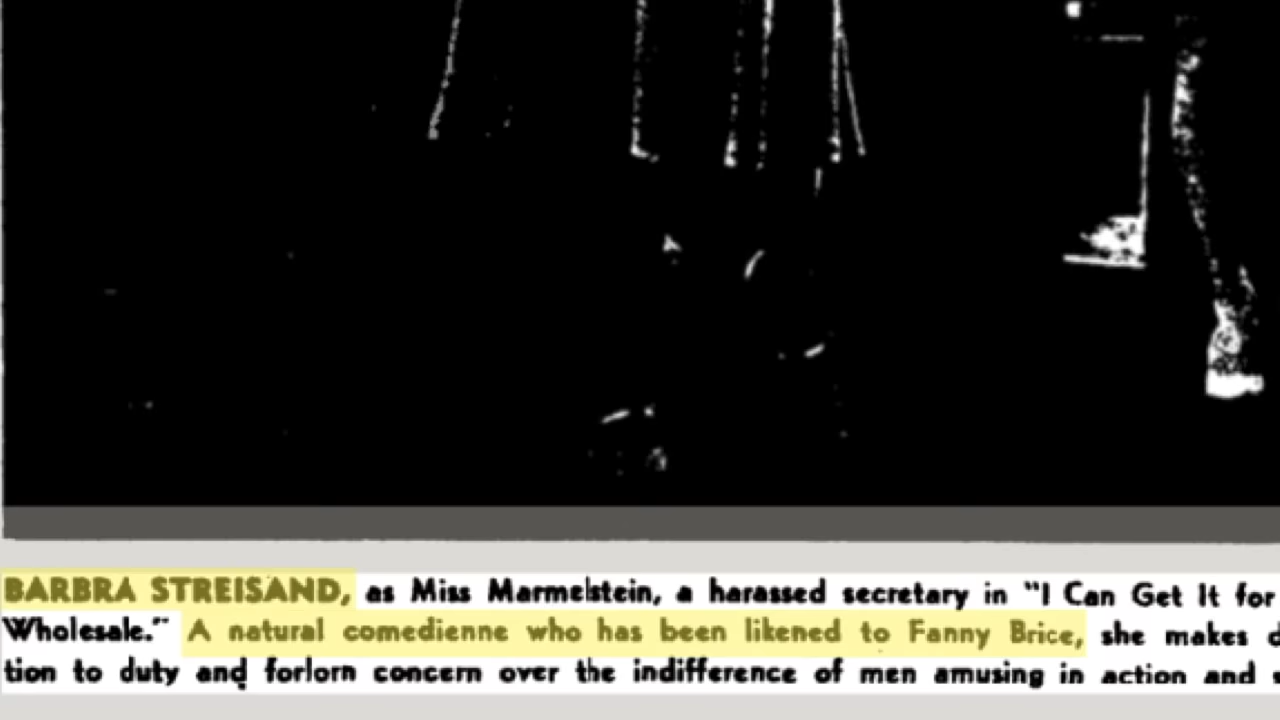 BARBRA STREISAND, as Miss Marmelstein, a harassed secretary in "I Can Get It for
Wholesale." A natural comedienne who has been likened to Fanny Brice, she makes
tion to duty and forlorn concern over the indifference of men amusing in action and